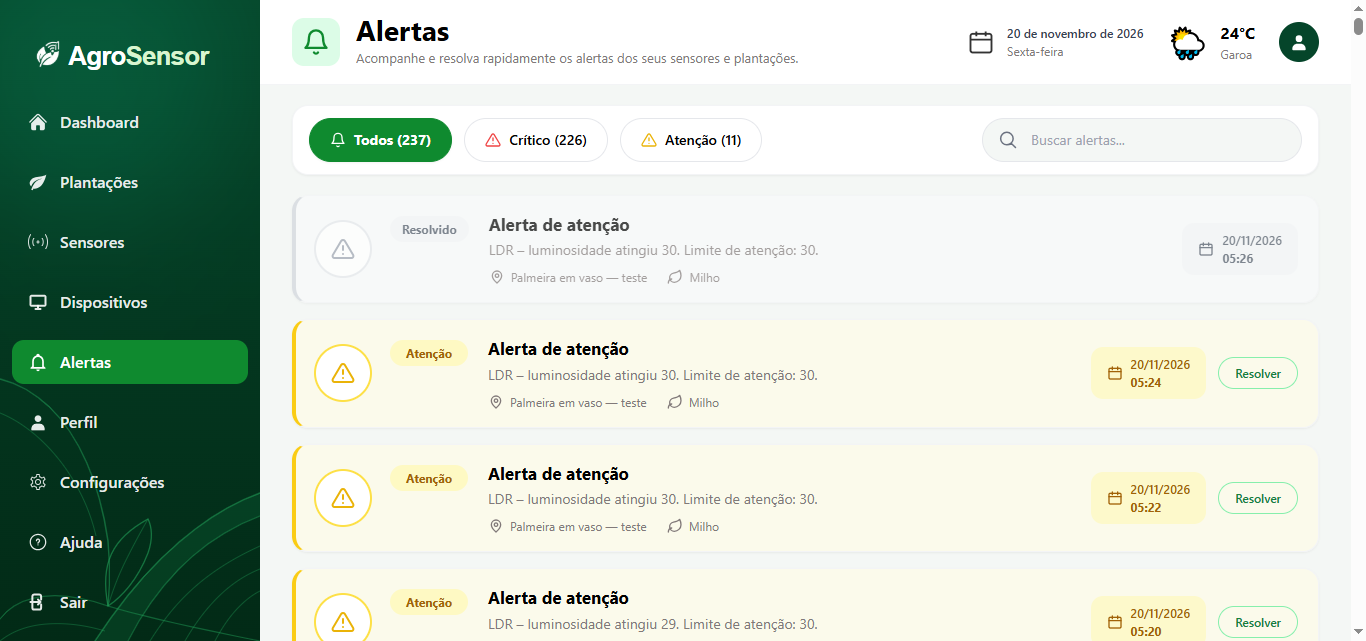 AgroSensor
Dashboard
Plantações
Sensores
Dispositivos
Alertas
Perfil
Configurações
Ajuda
Sair
Alertas
Acompanhe e resolva rapidamente os alertas dos seus sensores e plantações.
20 de novembro de 2026
Sexta-feira
24°C
Garoa
Todos (237)
Crítico (226)
Atenção (11)
Buscar alertas...
Resolvido
Alerta de atenção
LDR – luminosidade atingiu 30. Limite de atenção: 30.
Palmeira em vaso — teste
Milho
20/11/2026
05:26
Atenção
Alerta de atenção
LDR – luminosidade atingiu 30. Limite de atenção: 30.
Palmeira em vaso — teste
Milho
20/11/2026
05:24
Resolver
Atenção
Alerta de atenção
LDR – luminosidade atingiu 30. Limite de atenção: 30.
Palmeira em vaso — teste
Milho
20/11/2026
05:22
Resolver
Atenção
Alerta de atenção
LDR – luminosidade atingiu 29. Limite de atenção: 30.
20/11/2026
05:20
Resolver